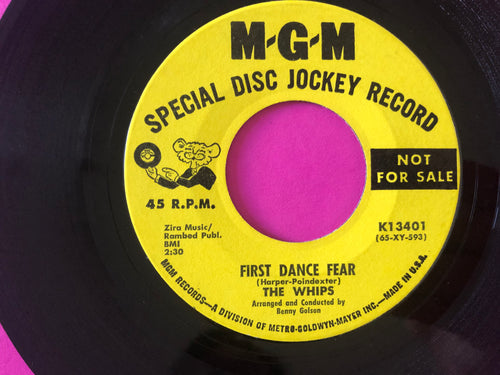 M-G-M
SPECIAL DISC JOCKEY RECORD
NOT
FOR SALE
45 R.P.M.
K13401
(65-XY-593)
Zira Music/
Rambed Publ.
BMI
2:30
FIRST DANCE FEAR
(Harper-Poindexter)
THE WHIPS
Arranged and Conducted by
Benny Golson
MGM RECORDS—A DIVISION OF METRO-GOLDWYN-MAYER INC.—MADE IN U.S.A.